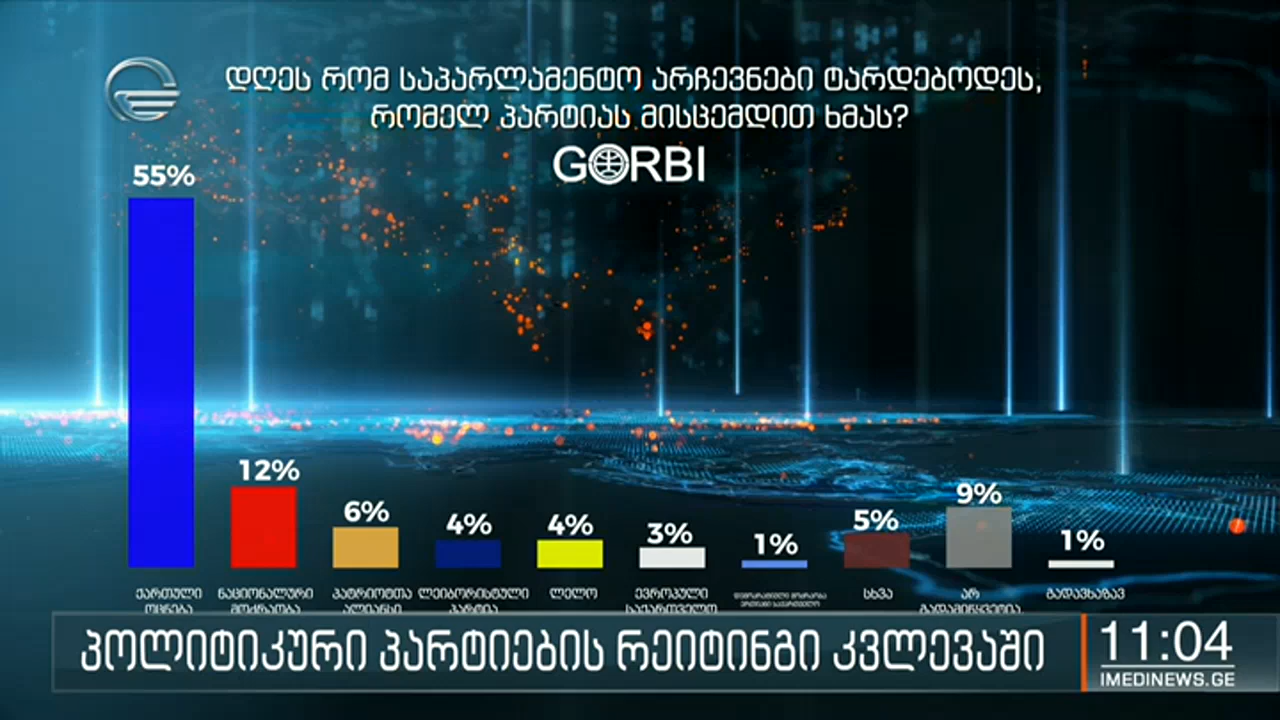 დღეს რომ საპარლამენტო არჩევნები ტარდებოდეს,
რომელ პარტიას მისცემდით ხმას?
GORBI
55%
12%
6%
4%
4%
3%
1%
5%
9%
1%
ქართული ოცნება
ნაციონალური მოძრაობა
პატრიოტთა ალიანსი
ლეიბორისტული პარტია
ლელო
ევროპული საქართველო
სხვა
არ გადამიწყვეტია
გადავხაზავ
პოლიტიკური პარტიების რეიტინგი კვლევაში
11:04
IMEDINEWS.GE